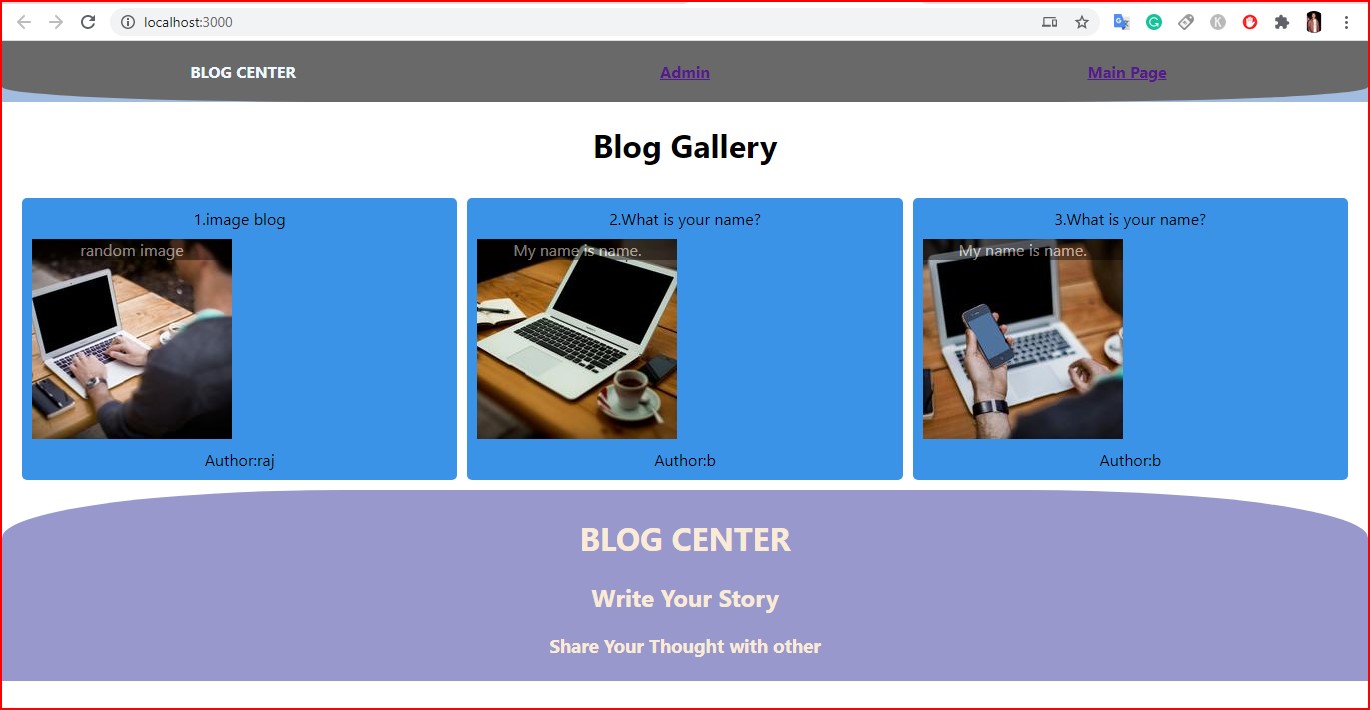 localhost:3000
BLOG CENTER
Admin
Main Page
Blog Gallery
1.image blog
random image
Author:raj
2.What is your name?
My name is name.
Author:b
3.What is your name?
My name is name.
Author:b
BLOG CENTER
Write Your Story
Share Your Thought with other